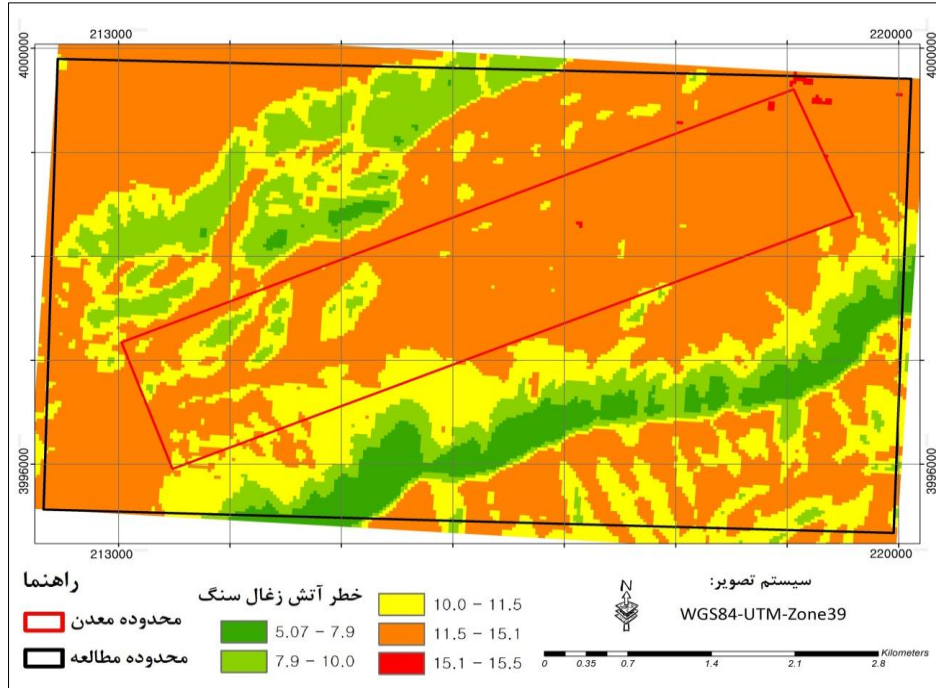 213000
220000
4000000
4000000
3996000
3996000
213000
220000
راهنما
محدوده معدن
محدوده مطالعه
خطر آتش زغال سنگ
5.07 - 7.9
7.9 - 10.0
10.0 - 11.5
11.5 - 15.1
15.1 - 15.5
N
سیستم تصویر:
WGS84-UTM-Zone39
Kilometers
0 0.35 0.7 1.4 2.1 2.8